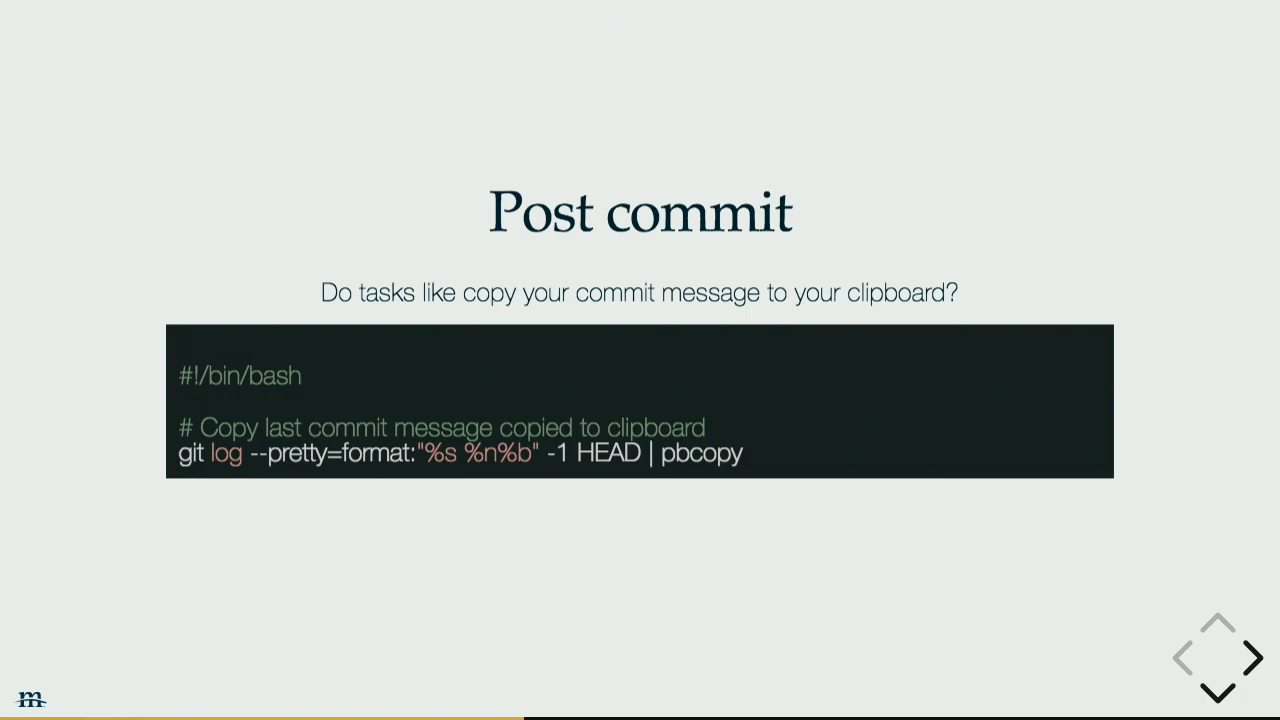 Post commit
Do tasks like copy your commit message to your clipboard?
#!/bin/bash
# Copy last commit message copied to clipboard
git log --pretty=format:"%s %n%b" -1 HEAD | pbcopy
m